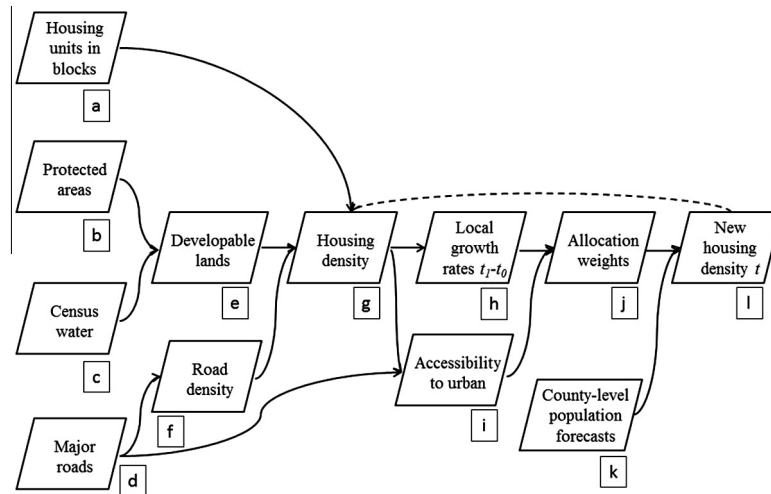 Housing
units in
blocks
a
Protected
areas
b
Census
water
c
Major
roads
d
Developable
lands
e
Road
density
f
Housing
density
g
Local
growth
rates t1-t0
h
Accessibility
to urban
i
Allocation
weights
j
County-level
population
forecasts
k
New
housing
density t
l